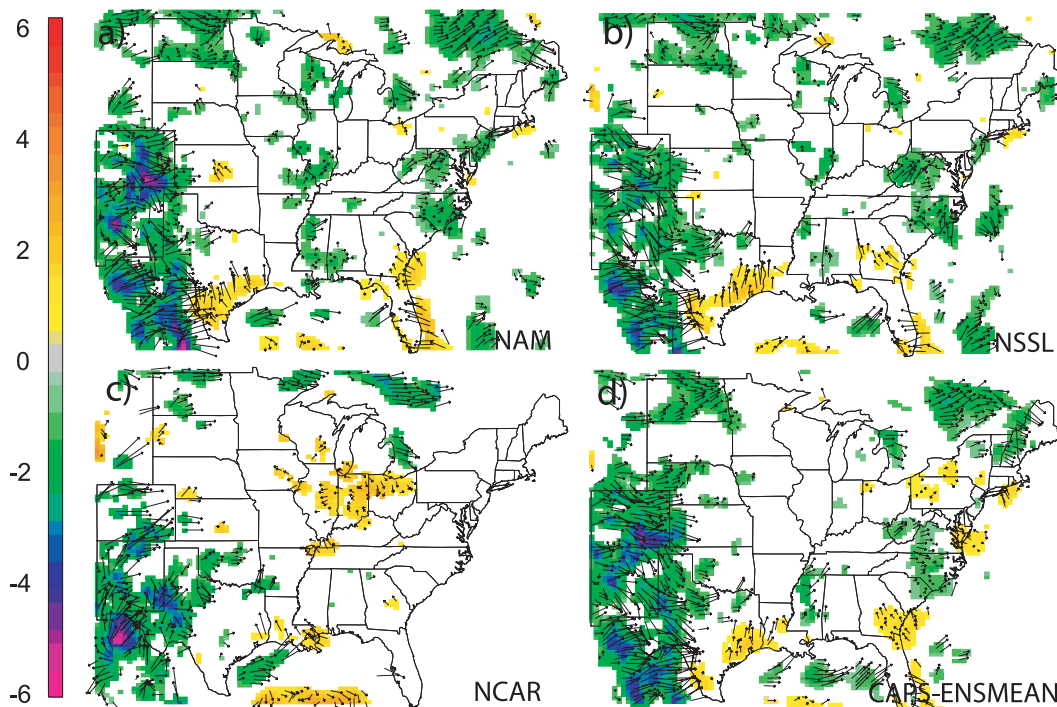 6
4
2
0
-2
-4
-6
a)
NAM
b)
NSSL
c)
NCAR
d)
CAPS-ENSMEAN